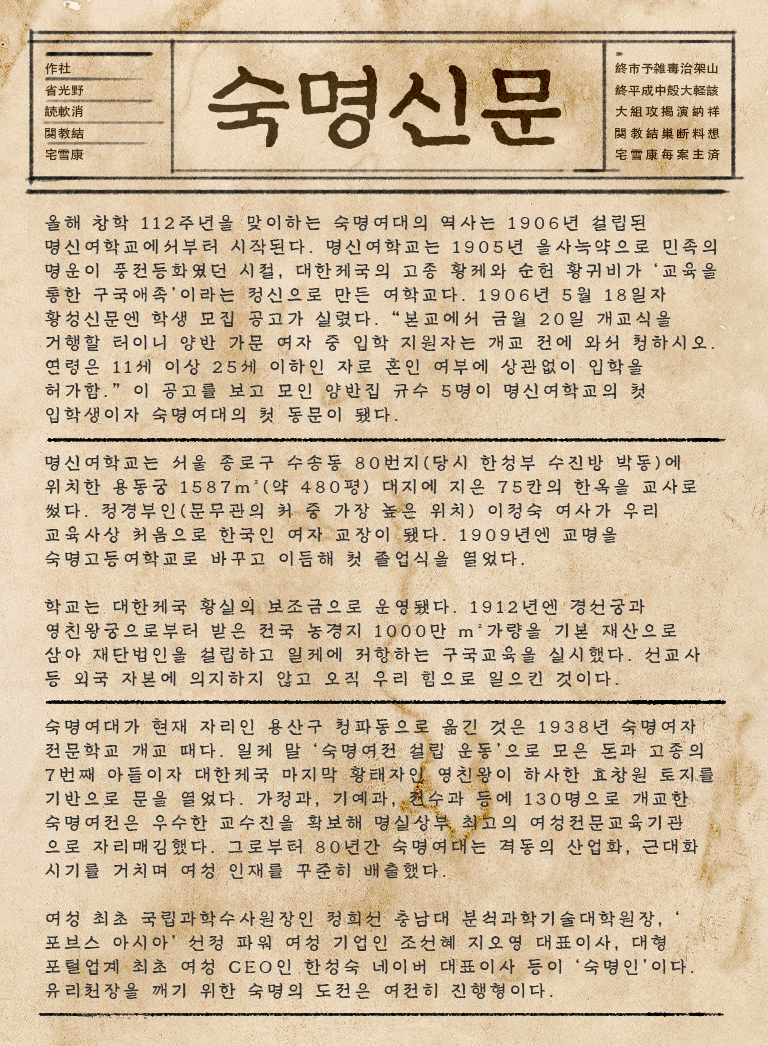 作社
省光野
読軟消
関教結
宅雪康
숙명신문
終市予雑毒治架山
終平成中殻大軽該
大組攻掲演納祥
関教結巣断料想
宅雪康毎案主済
올해 창학 112주년을 맞이하는 숙명여대의 역사는 1906년 설립된
명신여학교에서부터 시작된다. 명신여학교는 1905년 을사늑약으로 민족의
명운이 풍전등화였던 시절, 대한제국의 고종 황제와 순헌 황귀비가 ‘교육을
통한 구국애족’이라는 정신으로 만든 여학교다. 1906년 5월 18일자
황성신문엔 학생 모집 공고가 실렸다. “본교에서 금월 20일 개교식을
거행할 터이니 양반 가문 여자 중 입학 지원자는 개교 전에 와서 청하시오.
연령은 11세 이상 25세 이하인 자로 혼인 여부에 상관없이 입학을
허가함.” 이 공고를 보고 모인 양반집 규수 5명이 명신여학교의 첫
입학생이자 숙명여대의 첫 동문이 됐다.
명신여학교는 서울 종로구 수송동 80번지(당시 한성부 수진방 박동)에
위치한 용동궁 1587m²(약 480평) 대지에 지은 75칸의 한옥을 교사로
썼다. 정경부인(문무관의 처 중 가장 높은 위치) 이정숙 여사가 우리
교육사상 처음으로 한국인 여자 교장이 됐다. 1909년엔 교명을
숙명고등여학교로 바꾸고 이듬해 첫 졸업식을 열었다.
학교는 대한제국 황실의 보조금으로 운영됐다. 1912년엔 경선궁과
영친왕궁으로부터 받은 전국 농경지 1000만 m²가량을 기본 재산으로
삼아 재단법인을 설립하고 일제에 저항하는 구국교육을 실시했다. 선교사
등 외국 자본에 의지하지 않고 오직 우리 힘으로 일으킨 것이다.
숙명여대가 현재 자리인 용산구 청파동으로 옮긴 것은 1938년 숙명여자
전문학교 개교 때다. 일제 말 ‘숙명여전 설립 운동’으로 모은 돈과 고종의
7번째 아들이자 대한제국 마지막 황태자인 영친왕이 하사한 효창원 토지를
기반으로 문을 열었다. 가정과, 기예과, 전수과 등에 130명으로 개교한
숙명여전은 우수한 교수진을 확보해 명실상부 최고의 여성전문교육기관
으로 자리매김했다. 그로부터 80년간 숙명여대는 격동의 산업화, 근대화
시기를 거치며 여성 인재를 꾸준히 배출했다.
여성 최초 국립과학수사원장인 정희선 충남대 분석과학기술대학원장, ‘
포브스 아시아’ 선정 파워 여성 기업인 조선혜 지오영 대표이사, 대형
포털업계 최초 여성 CEO인 한성숙 네이버 대표이사 등이 ‘숙명인’이다.
유리천장을 깨기 위한 숙명의 도전은 여전히 진행형이다.